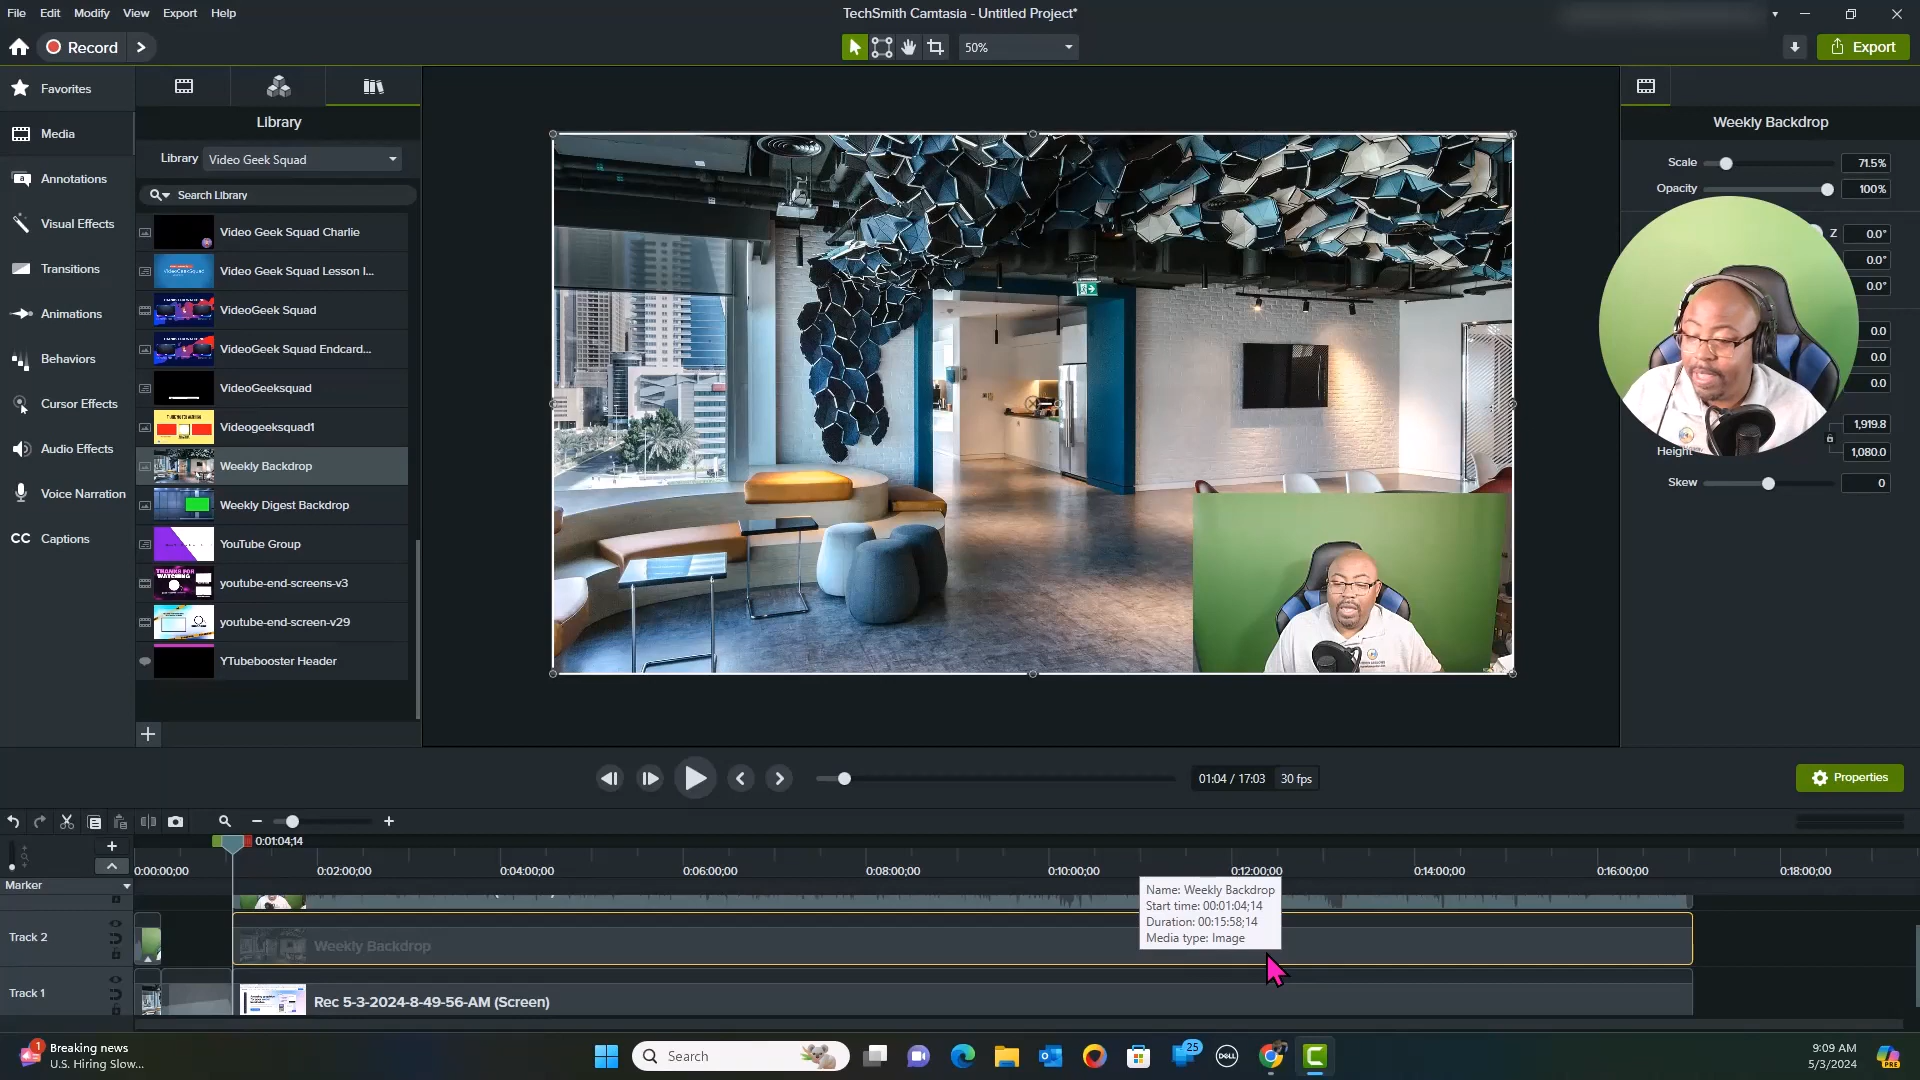 File Edit Modify View Export Help
TechSmith Camtasia - Untitled Project*
Record
50%
Export
Favorites
Media
Annotations
Visual Effects
Transitions
Animations
Behaviors
Cursor Effects
Audio Effects
Voice Narration
CC Captions
Library
Library Video Geek Squad
Search Library
Video Geek Squad Charlie
Video Geek Squad Lesson I...
VideoGeek Squad
VideoGeek Squad Endcard...
VideoGeeksquad
Videogeeksquad1
Weekly Backdrop
Weekly Digest Backdrop
YouTube Group
youtube-end-screens-v3
youtube-end-screen-v29
YTubebooster Header
Weekly Backdrop
Scale 71.5%
Opacity 100%
Z 0.0°
0.0°
0.0°
0.0
0.0
0.0
1,919.8
Height 1,080.0
Skew 0
01:04 / 17:03 30 fps
Properties
0:01:04;14
0:00:00;00 0:02:00;00 0:04:00;00 0:06:00;00 0:08:00;00 0:10:00;00 0:12:00;00 0:14:00;00 0:16:00;00 0:18:00;00
Marker
Name: Weekly Backdrop
Start time: 00:01:04;14
Duration: 00:15:58;14
Media type: Image
Track 2
Weekly Backdrop
Track 1
Rec 5-3-2024-8-49-56-AM (Screen)
1
Breaking news
U.S. Hiring Slow...
Search
25
DELL
PRE
9:09 AM
5/3/2024